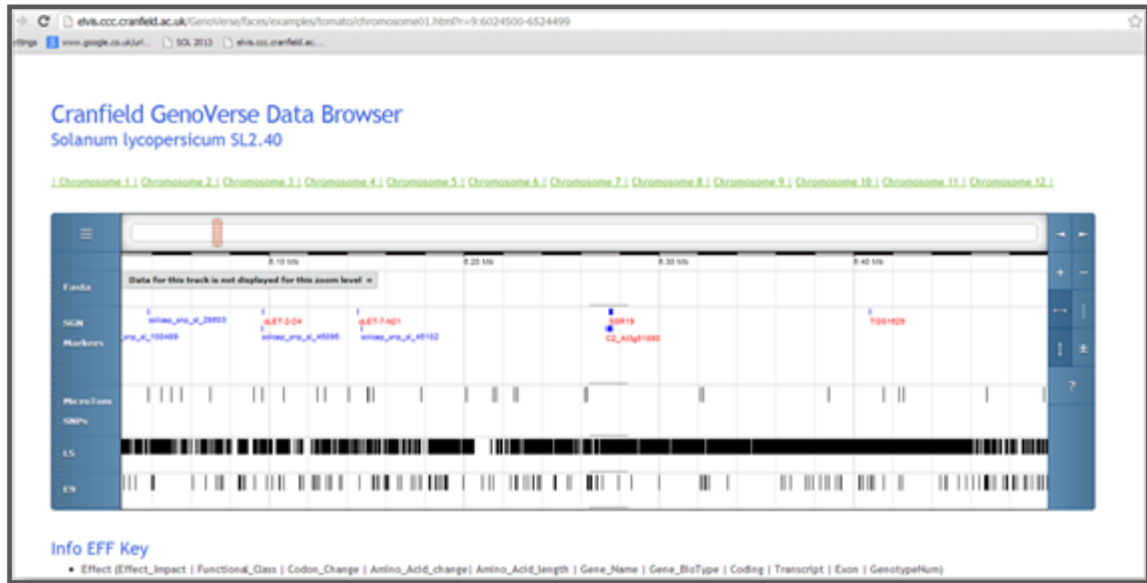 elvis.ccc.cranfield.ac.uk/GenoVerse/faces/examples/tomato/chromosome01.html?r=9:6024500-6524499
ettings www.google.co.uk/url... SOL 2013 elvis.ccc.cranfield.ac...
Cranfield GenoVerse Data Browser
Solanum lycopersicum SL2.40
| Chromosome 1 | Chromosome 2 | Chromosome 3 | Chromosome 4 | Chromosome 5 | Chromosome 6 | Chromosome 7 | Chromosome 8 | Chromosome 9 | Chromosome 10 | Chromosome 11 | Chromosome 12 |
6.10 Mb 6.20 Mb 6.30 Mb 6.40 Mb
Fasta
Data for this track is not displayed for this zoom level
SGN Markers
SSR19 TG51629
MicroTom SNPs
LS
E9
?
Info EFF Key
• Effect (Effect_Impact | Functional_Class | Codon_Change | Amino_Acid_change| Amino_Acid_length | Gene_Name | Gene_BioType | Coding | Transcript | Exon | GenotypeNum)